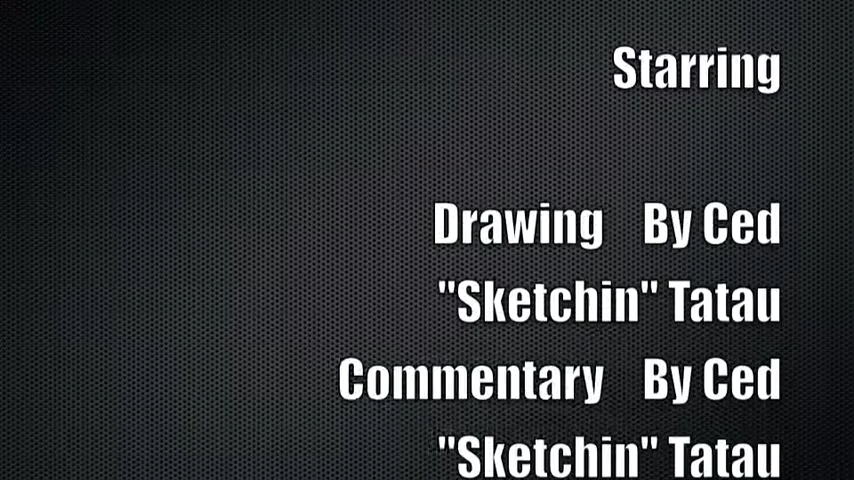 Starring
Drawing By Ced
"Sketchin" Tatau
Commentary By Ced
"Sketchin" Tatau